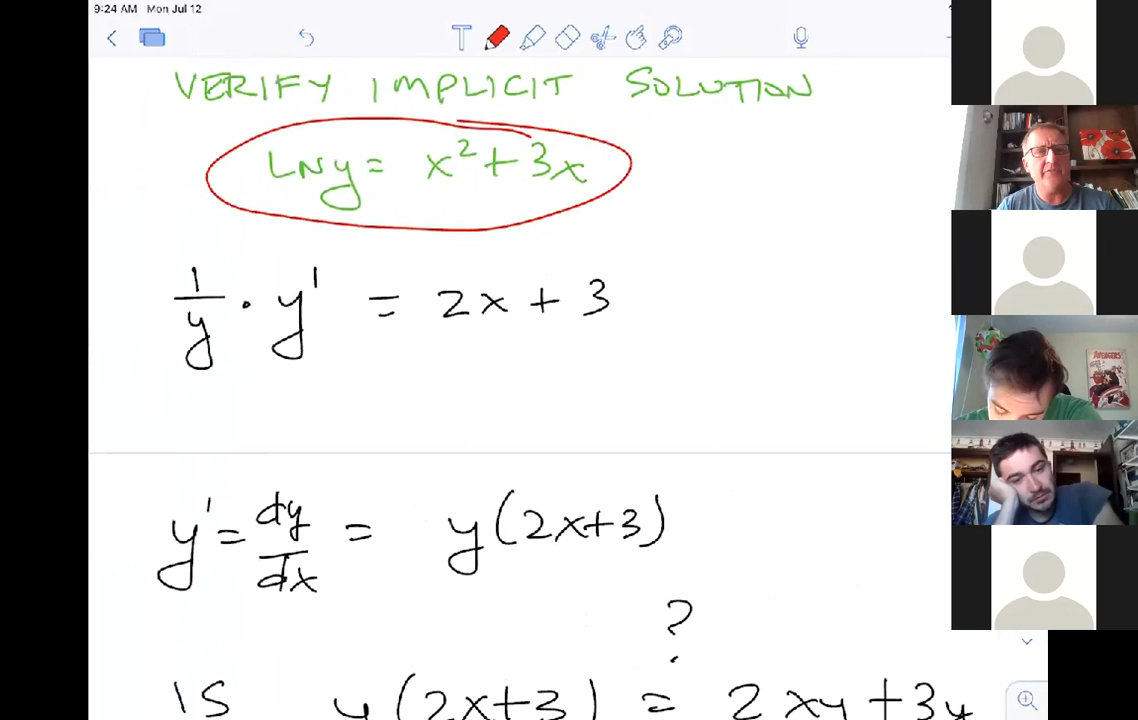 9:24 AM Mon Jul 12
VERIFY IMPLICIT SOLUTION
LNy = x²+3x
1/y · y' = 2x + 3
y' = dy/dx = y(2x+3)
?
IS y(2x+3) = 2xy+3y
AVENGERS